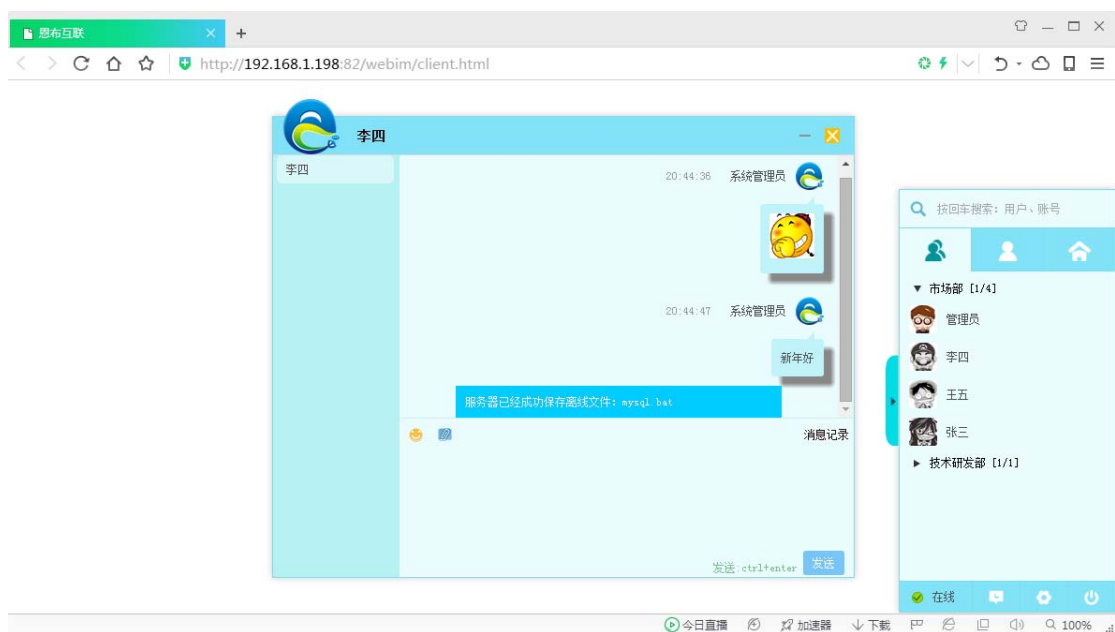 恩布互联
http://192.168.1.198:82/webim/client.html
李四
李四
20:44:36 系统管理员
20:44:47 系统管理员
新年好
服务器已经成功保存离线文件: mysql.bat
消息记录
发送:ctrl+enter 发送
按回车搜索: 用户、账号
市场部 [1/4]
管理员
李四
王五
张三
技术研发部 [1/1]
在线
今日直播 加速器 下载 100%